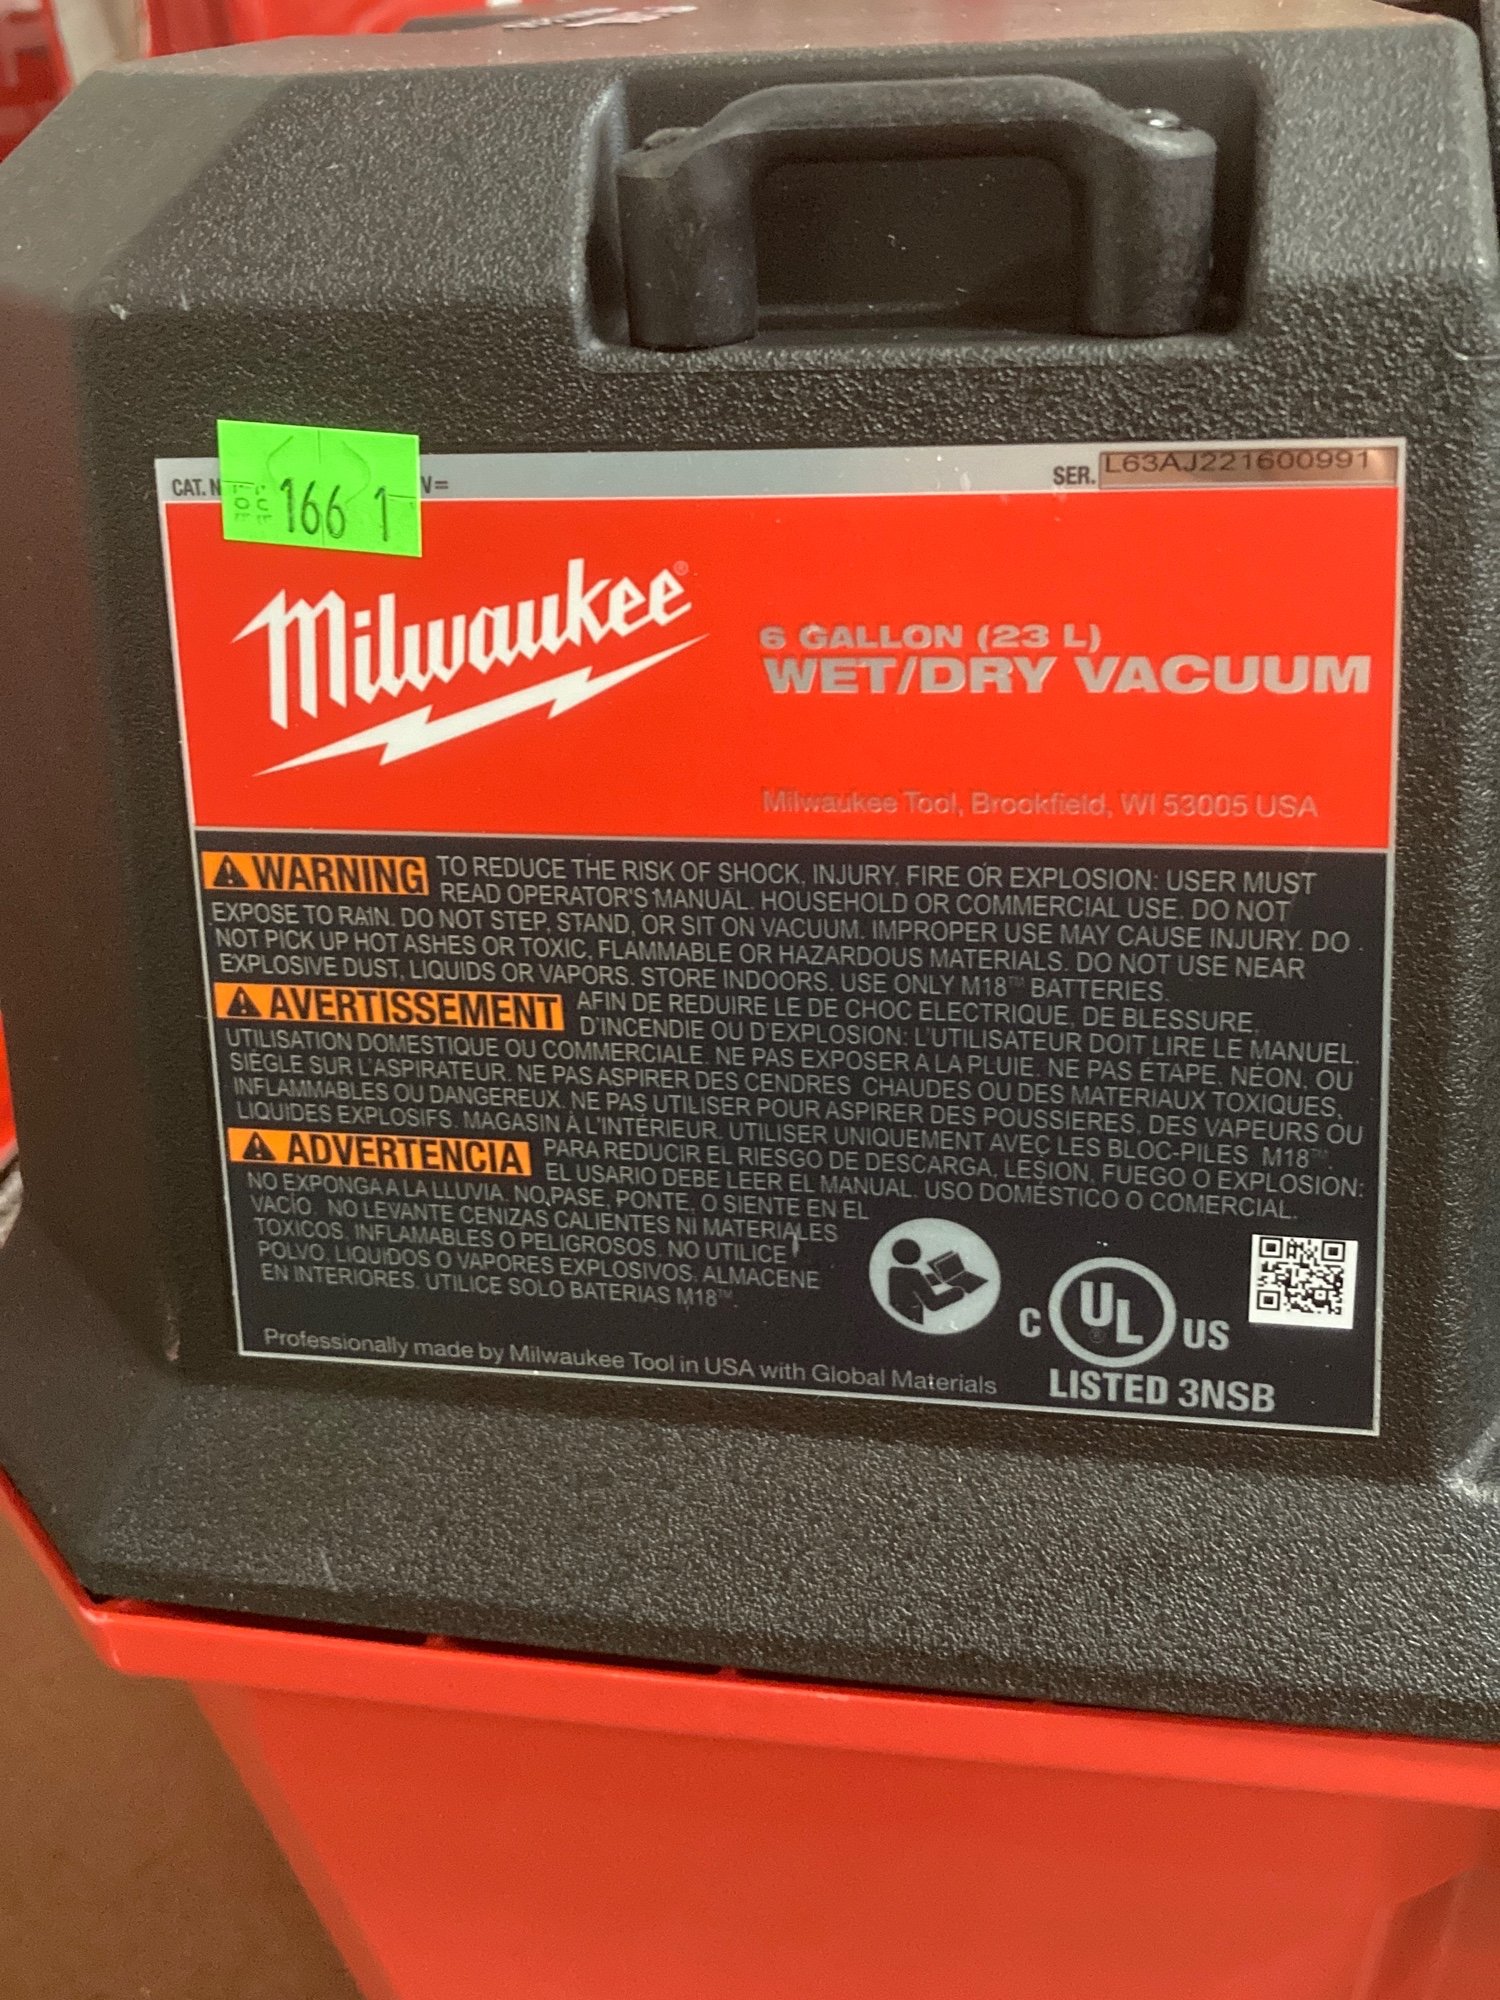 CAT. N
166 1
V=
SER. L63AJ221600991
Milwaukee®
6 GALLON (23 L)
WET/DRY VACUUM
Milwaukee Tool, Brookfield, WI 53005 USA
WARNING TO REDUCE THE RISK OF SHOCK, INJURY, FIRE OR EXPLOSION: USER MUST
READ OPERATOR'S MANUAL. HOUSEHOLD OR COMMERCIAL USE. DO NOT
EXPOSE TO RAIN. DO NOT STEP, STAND, OR SIT ON VACUUM. IMPROPER USE MAY CAUSE INJURY. DO
NOT PICK UP HOT ASHES OR TOXIC, FLAMMABLE OR HAZARDOUS MATERIALS. DO NOT USE NEAR
EXPLOSIVE DUST, LIQUIDS OR VAPORS. STORE INDOORS. USE ONLY M18™ BATTERIES.
AVERTISSEMENT AFIN DE REDUIRE LE DE CHOC ELECTRIQUE, DE BLESSURE,
D'INCENDIE OU D'EXPLOSION: L'UTILISATEUR DOIT LIRE LE MANUEL.
UTILISATION DOMESTIQUE OU COMMERCIALE. NE PAS EXPOSER A LA PLUIE. NE PAS ÉTAPE, NÉON, OU
SIÈGLE SUR L'ASPIRATEUR. NE PAS ASPIRER DES CENDRES CHAUDES OU DES MATERIAUX TOXIQUES,
INFLAMMABLES OU DANGEREUX. NE PAS UTILISER POUR ASPIRER DES POUSSIERES, DES VAPEURS OU
LIQUIDES EXPLOSIFS. MAGASIN À L'INTÉRIEUR. UTILISER UNIQUEMENT AVEC LES BLOC-PILES M18™.
ADVERTENCIA PARA REDUCIR EL RIESGO DE DESCARGA, LESION, FUEGO O EXPLOSION:
EL USARIO DEBE LEER EL MANUAL. USO DOMÉSTICO O COMERCIAL.
NO EXPONGA A LA LLUVIA. NO,PASE, PONTE, O SIENTE EN EL
VACÍO. NO LEVANTE CENIZAS CALIENTES NI MATERIALES
TOXICOS, INFLAMABLES O PELIGROSOS. NO UTILICE
POLVO, LIQUIDOS O VAPORES EXPLOSIVOS. ALMACENE
EN INTERIORES. UTILICE SOLO BATERIAS M18™.
Professionally made by Milwaukee Tool in USA with Global Materials
C UL® US
LISTED 3NSB